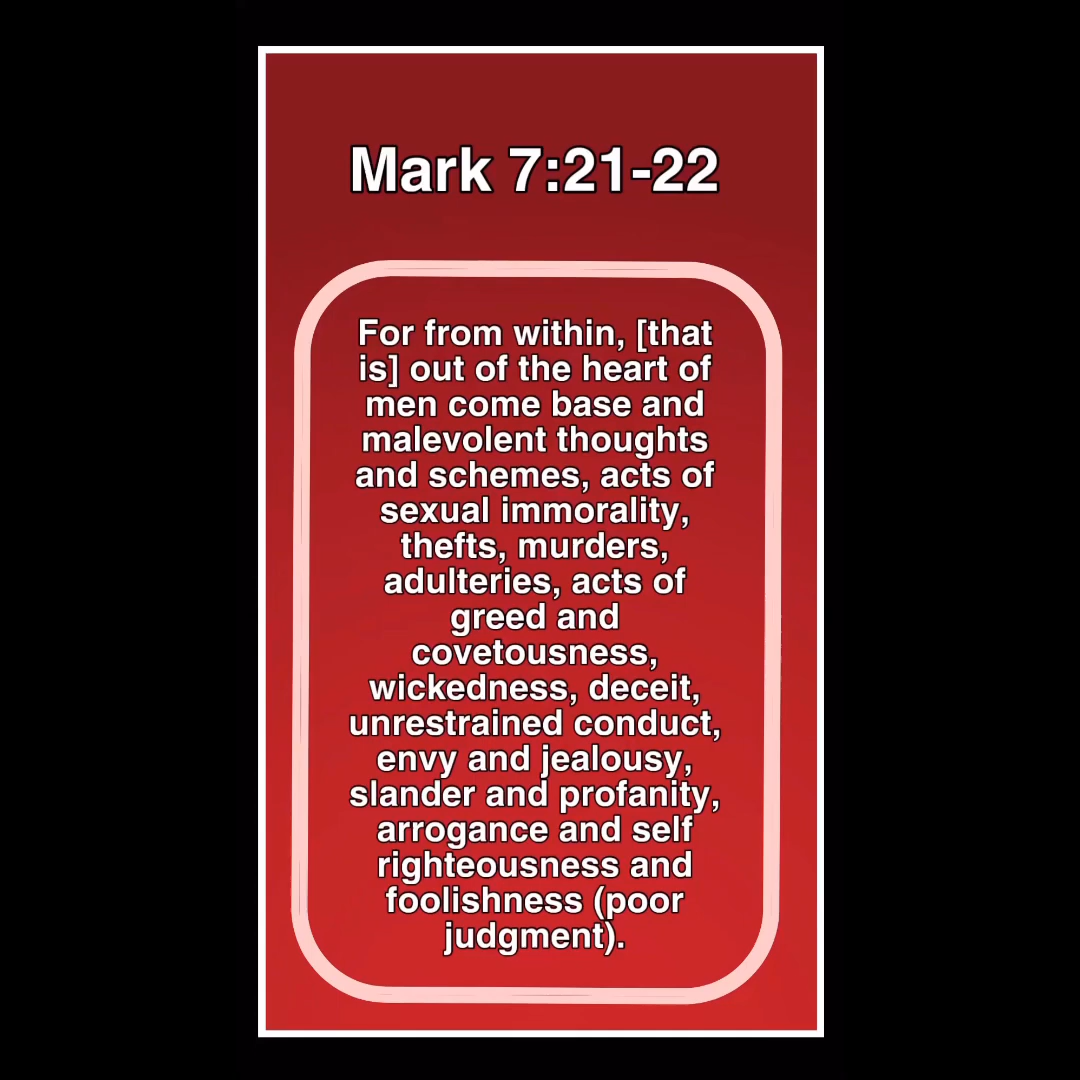 Mark 7:21-22
For from within, [that
is] out of the heart of
men come base and
malevolent thoughts
and schemes, acts of
sexual immorality,
thefts, murders,
adulteries, acts of
greed and
covetousness,
wickedness, deceit,
unrestrained conduct,
envy and jealousy,
slander and profanity,
arrogance and self
righteousness and
foolishness (poor
judgment).